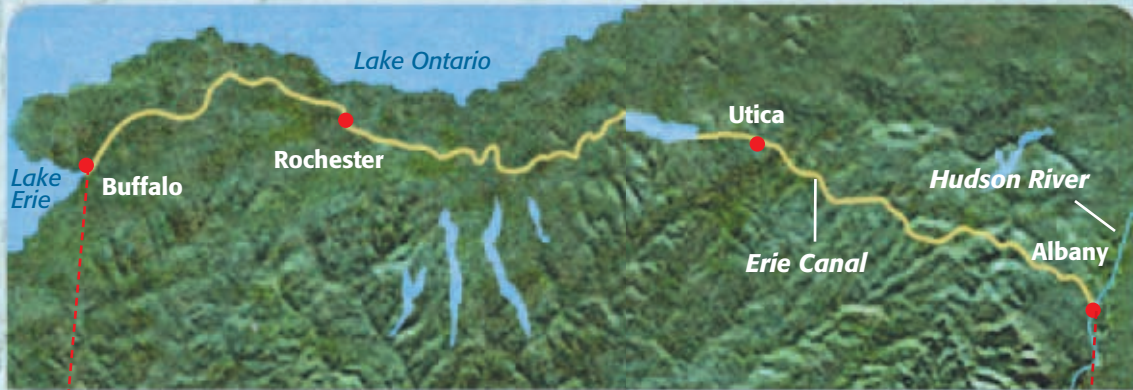 Lake Ontario
Utica
Rochester
Lake
Erie
Buffalo
Hudson River
Erie Canal
Albany